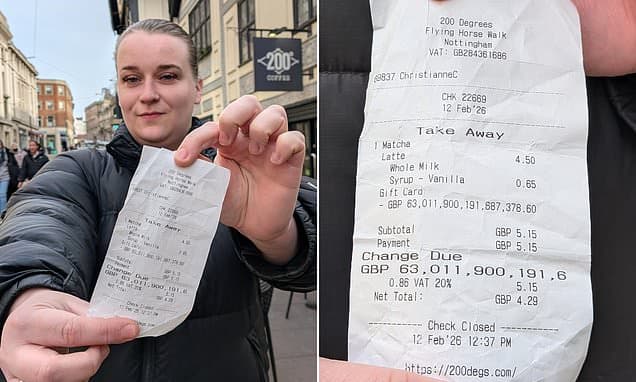 200°
COFFEE
200 Degrees
Flying Horse Walk
Nottingham
VAT: GB284361686
69837 ChristianneC
CHK 22669
12 Feb'26
Take Away
1 Matcha
Latte 4.50
Whole Milk
Syrup - Vanilla 0.65
Gift Card
- GBP 63,011,900,191,687,378.60
Subtotal GBP 5.15
Payment GBP 5.15
Change Due
GBP 63,011,900,191,6
0.86 VAT 20% 5.15
Net Total: GBP 4.29
Check Closed
12 Feb'26 12:37 PM
https://200degs.com/